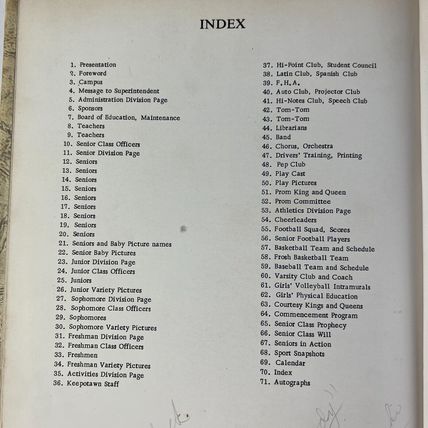 INDEX
1. Presentation
2. Foreword
3. Campus
4. Message to Superintendent
5. Administration Division Page
6. Sponsors
7. Board of Education, Maintenance
8. Teachers
9. Teachers
10. Senior Class Officers
11. Senior Division Page
12. Seniors
13. Seniors
14. Seniors
15. Seniors
16. Seniors
17. Seniors
18. Seniors
19. Seniors
20. Seniors
21. Seniors and Baby Picture names
22. Senior Baby Pictures
23. Junior Division Page
24. Junior Class Officers
25. Juniors
26. Junior Variety Pictures
27. Sophomore Division Page
28. Sophomore Class Officers
29. Sophomores
30. Sophomore Variety Pictures
31. Freshman Division Page
32. Freshman Class Officers
33. Freshmen
34. Freshman Variety Pictures
35. Activities Division Page
36. Keepotawn Staff
37. Hi-Point Club, Student Council
38. Latin Club, Spanish Club
39. F.H.A.
40. Auto Club, Projector Club
41. Hi-Notes Club, Speech Club
42. Tom-Tom
43. Tom-Tom
44. Librarians
45. Band
46. Chorus, Orchestra
47. Drivers' Training, Printing
48. Pep Club
49. Play Cast
50. Play Pictures
51. Prom King and Queen
52. Prom Committee
53. Athletics Division Page
54. Cheerleaders
55. Football Squad, Scores
56. Senior Football Players
57. Basketball Team and Schedule
58. Frosh Basketball Team
59. Baseball Team and Schedule
60. Varsity Club and Coach
61. Girls' Volleyball Intramurals
62. Girls' Physical Education
63. Courtesy Kings and Queens
64. Commencement Program
65. Senior Class Prophecy
66. Senior Class Will
67. Seniors in Action
68. Sport Snapshots
69. Calendar
70. Index
71. Autographs